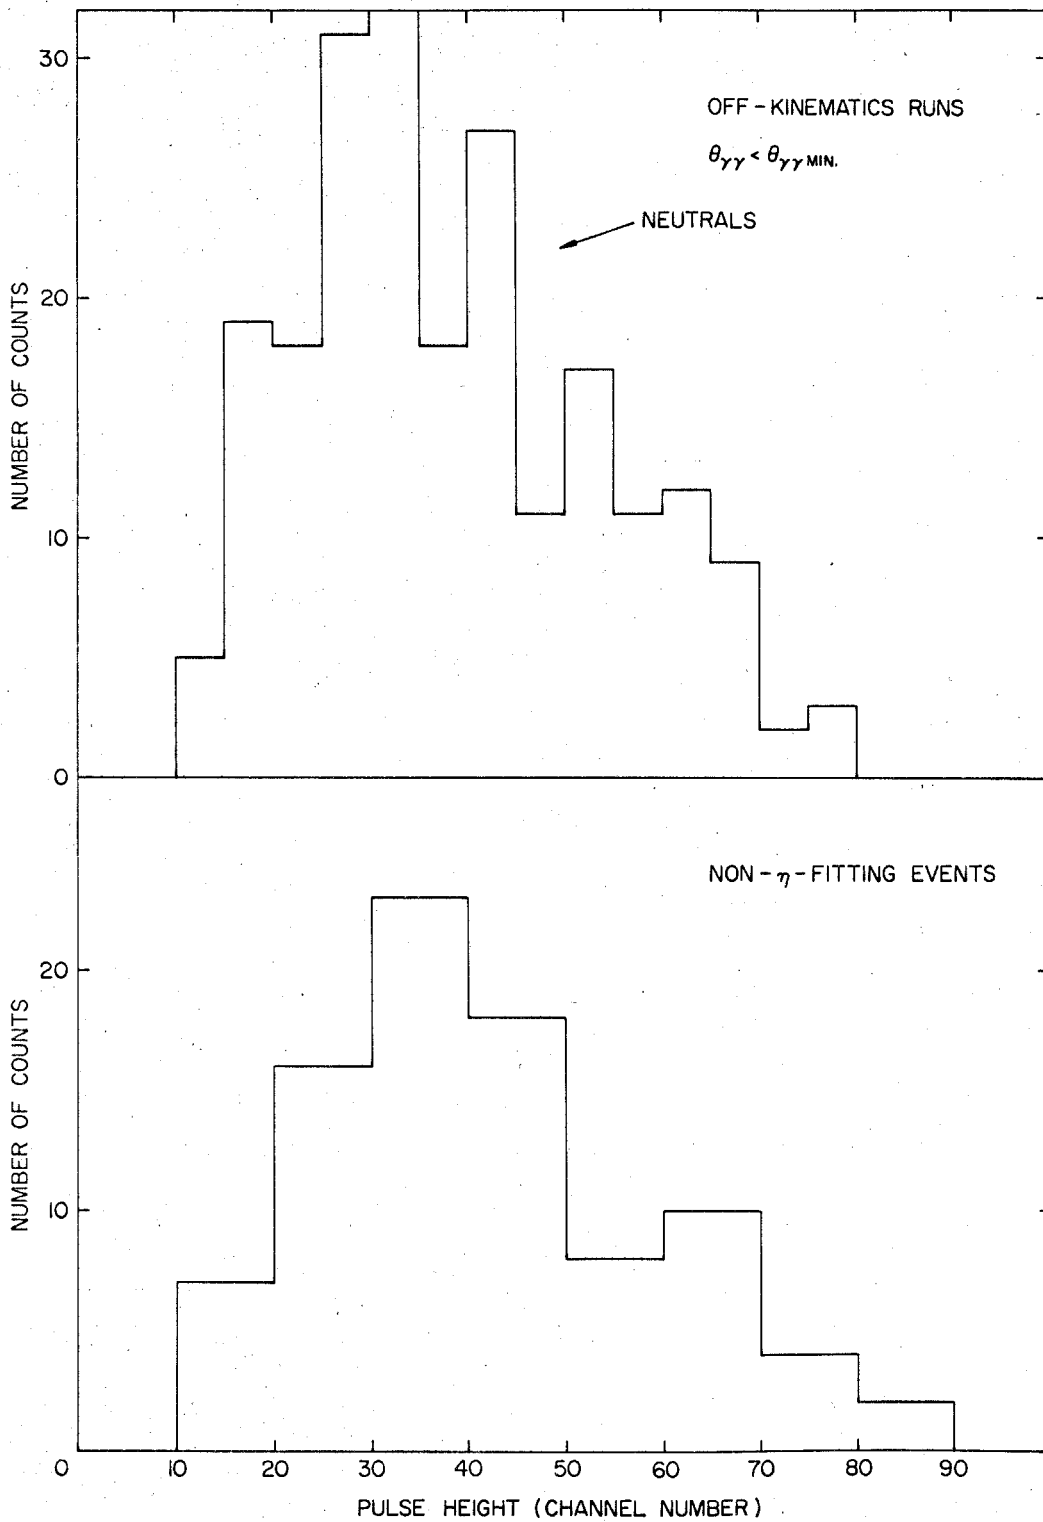 30
OFF-KINEMATICS RUNS
θγγ < θγγ MIN.
NEUTRALS
20
NUMBER OF COUNTS
10
0
NON-η-FITTING EVENTS
20
NUMBER OF COUNTS
10
0 10 20 30 40 50 60 70 80 90
PULSE HEIGHT (CHANNEL NUMBER)